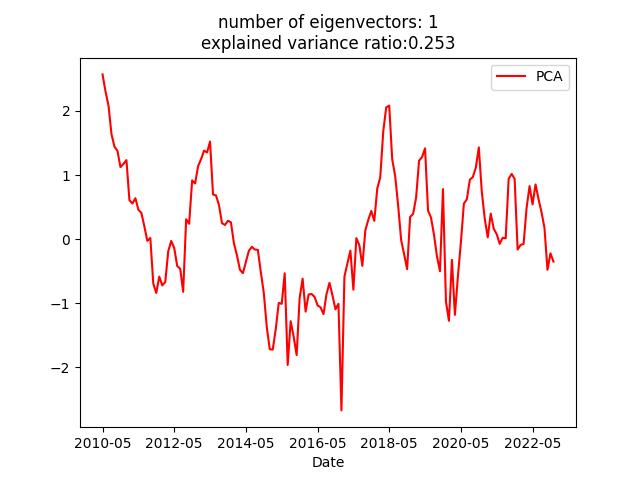 number of eigenvectors: 1
explained variance ratio:0.253
PCA
2
1
0
−1
−2
2010-05 2012-05 2014-05 2016-05 2018-05 2020-05 2022-05
Date